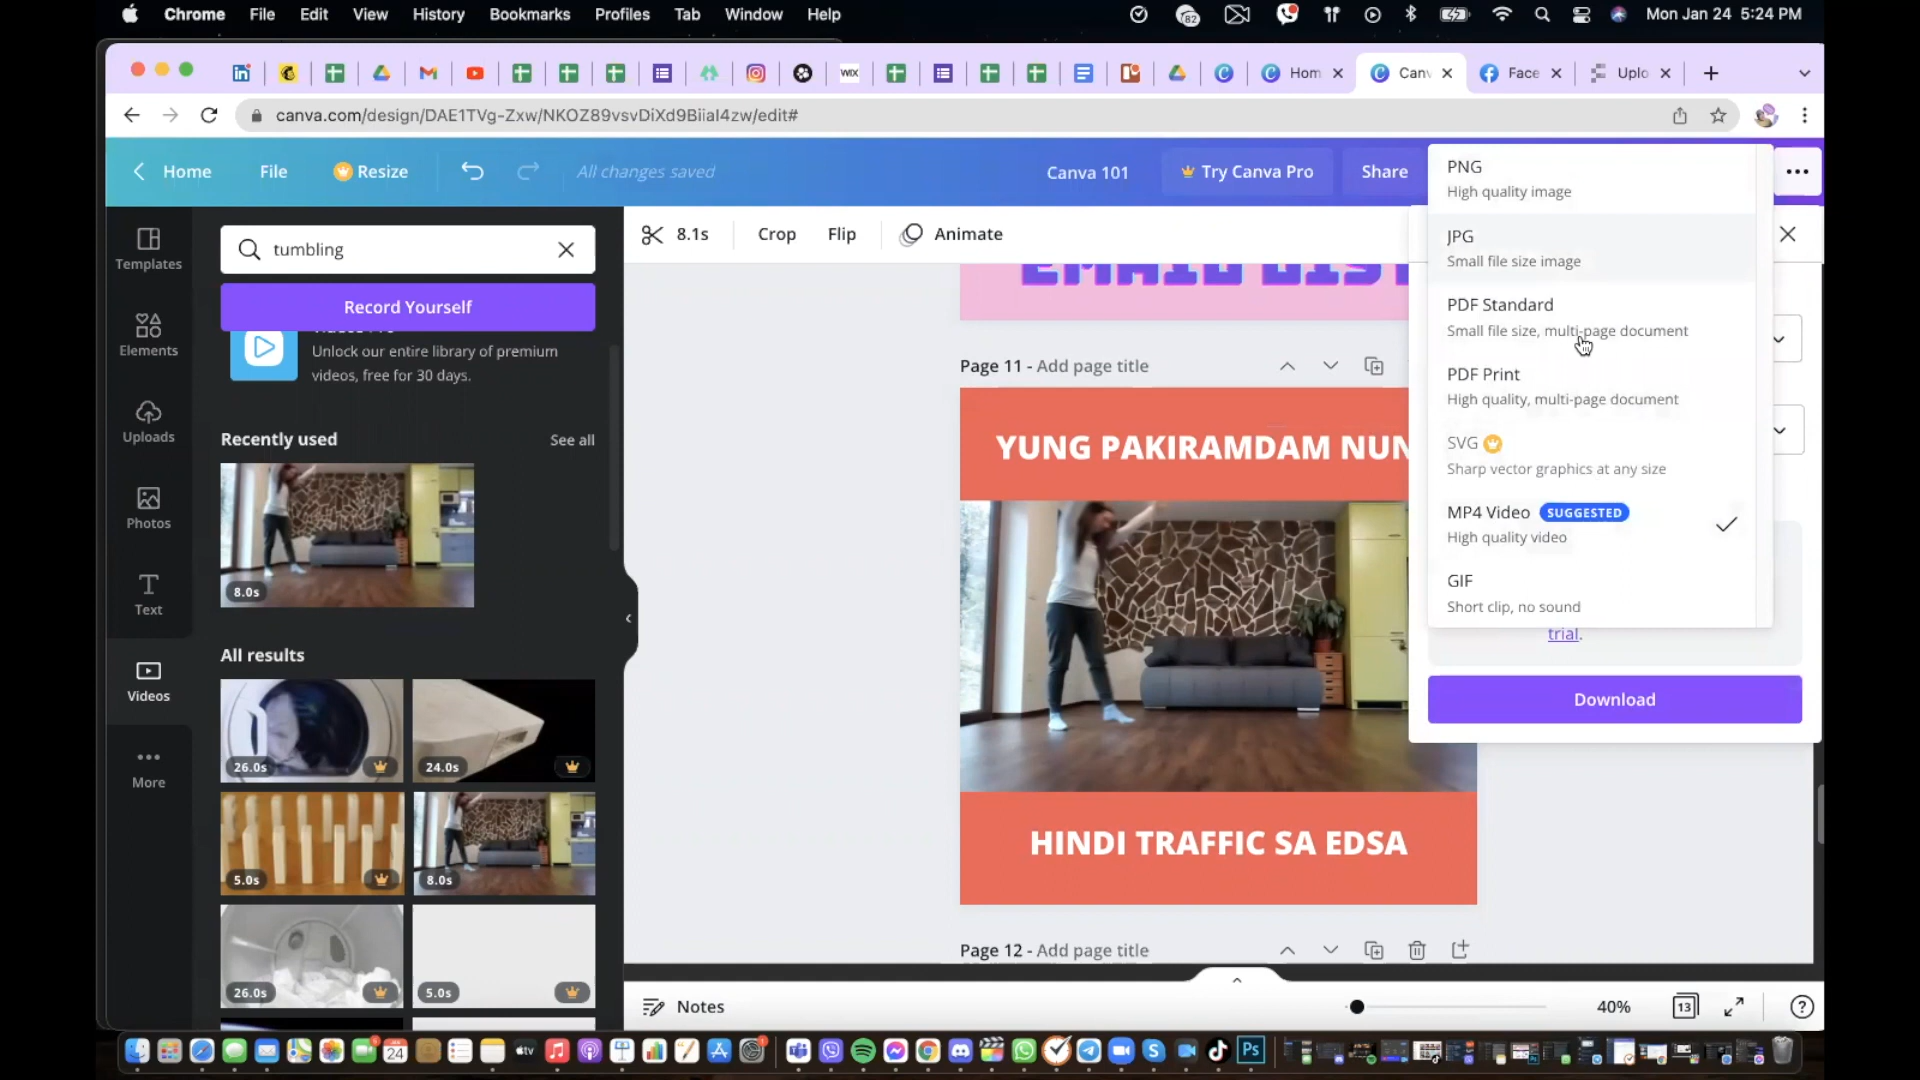 Chrome File Edit View History Bookmarks Profiles Tab Window Help
82
Mon Jan 24 5:24 PM
WIX
Hom
Canv
Face
Uplo
canva.com/design/DAE1TVg-Zxw/NKOZ89vsvDiXd9BiiaI4zw/edit#
Home File Resize All changes saved Canva 101 Try Canva Pro Share
Templates
Elements
Uploads
Photos
Text
Videos
More
tumbling
Record Yourself
Unlock our entire library of premium
videos, free for 30 days.
Recently used See all
8.0s
All results
26.0s
24.0s
5.0s
8.0s
26.0s
5.0s
8.1s Crop Flip Animate
Page 11 - Add page title
YUNG PAKIRAMDAM NUN
HINDI TRAFFIC SA EDSA
Page 12 - Add page title
PNG
High quality image
JPG
Small file size image
PDF Standard
Small file size, multi-page document
PDF Print
High quality, multi-page document
SVG
Sharp vector graphics at any size
MP4 Video SUGGESTED
High quality video
GIF
Short clip, no sound
trial.
Download
Notes
40%
13
24
tv
Ps